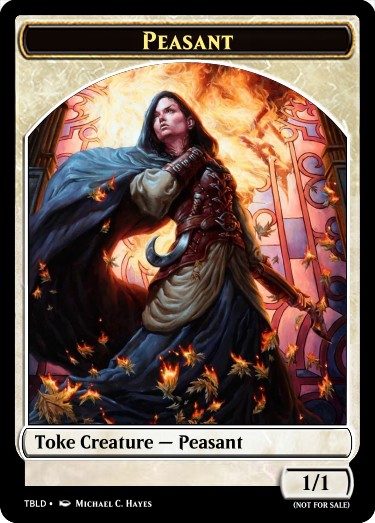 PEASANT
Toke Creature — Peasant
1/1
TBLD • MICHAEL C. HAYES
(NOT FOR SALE)